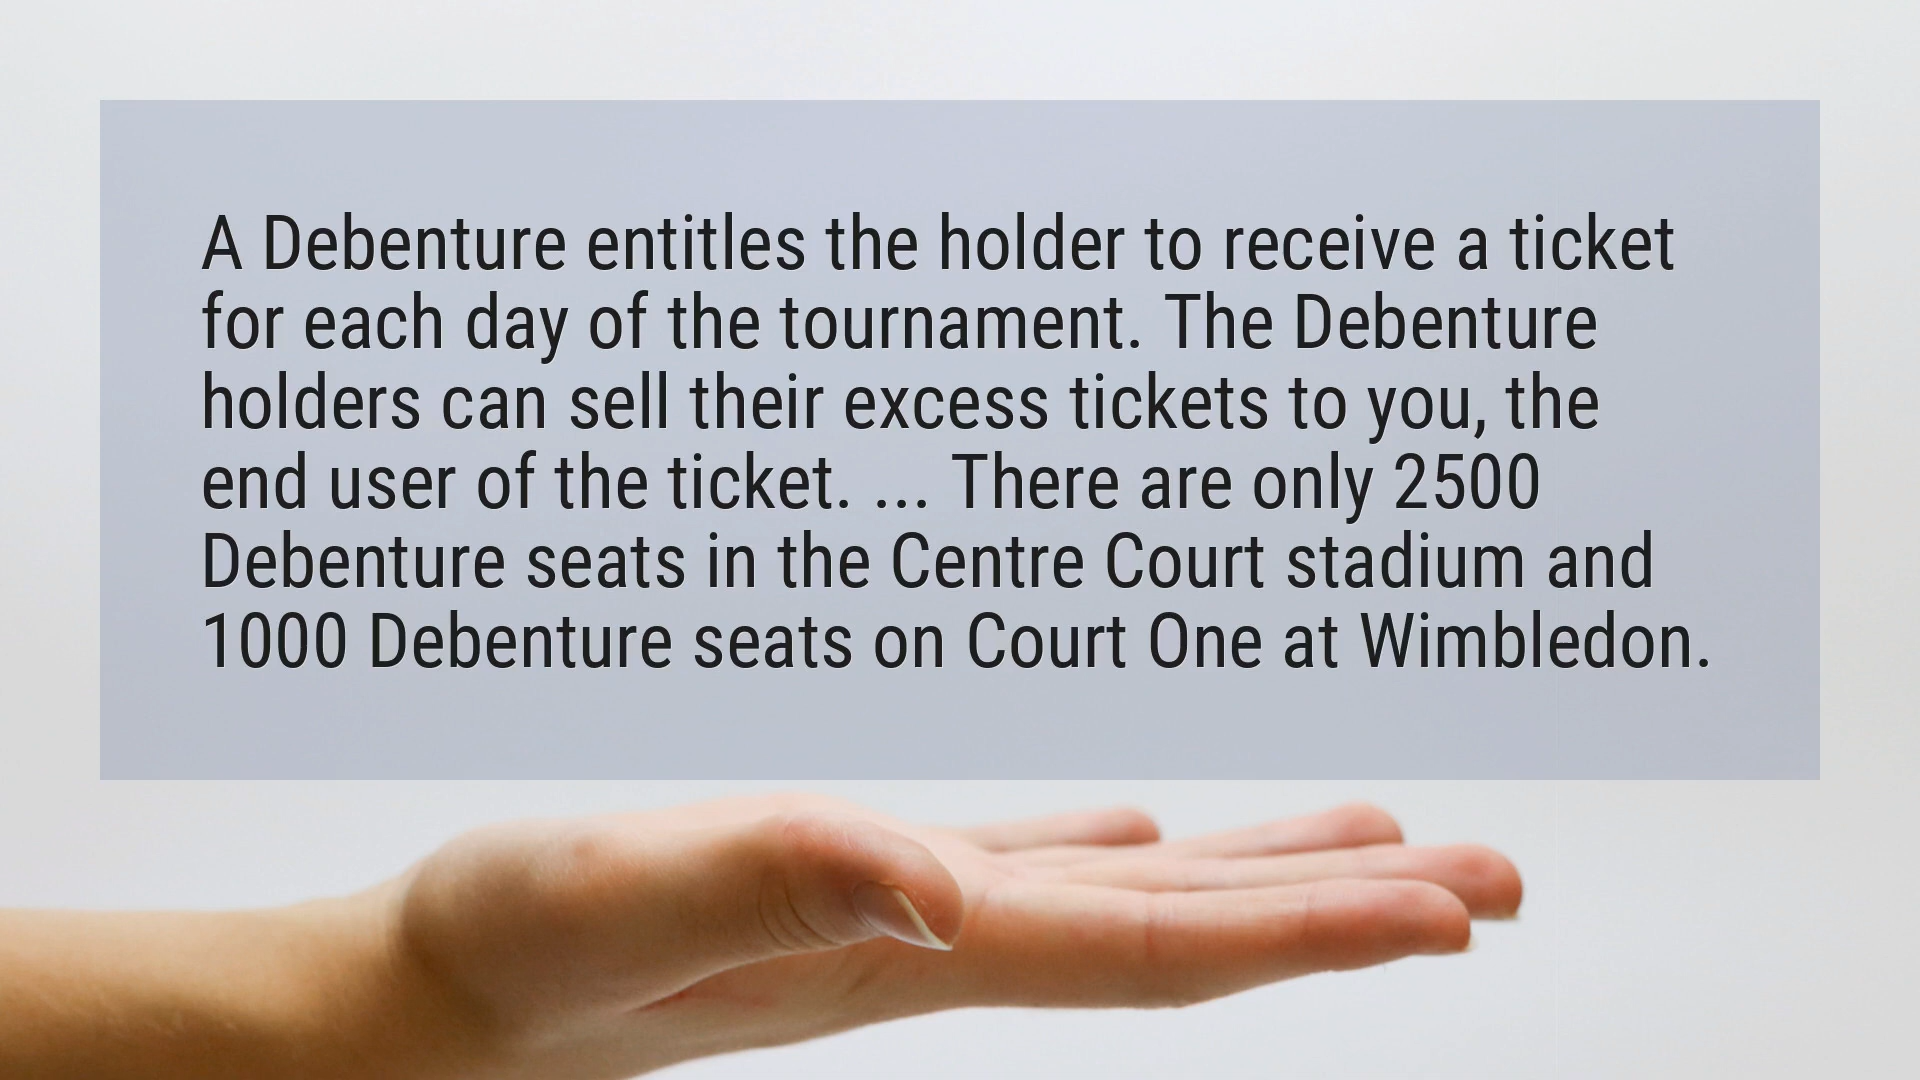 A Debenture entitles the holder to receive a ticket
for each day of the tournament. The Debenture
holders can sell their excess tickets to you, the
end user of the ticket. ... There are only 2500
Debenture seats in the Centre Court stadium and
1000 Debenture seats on Court One at Wimbledon.